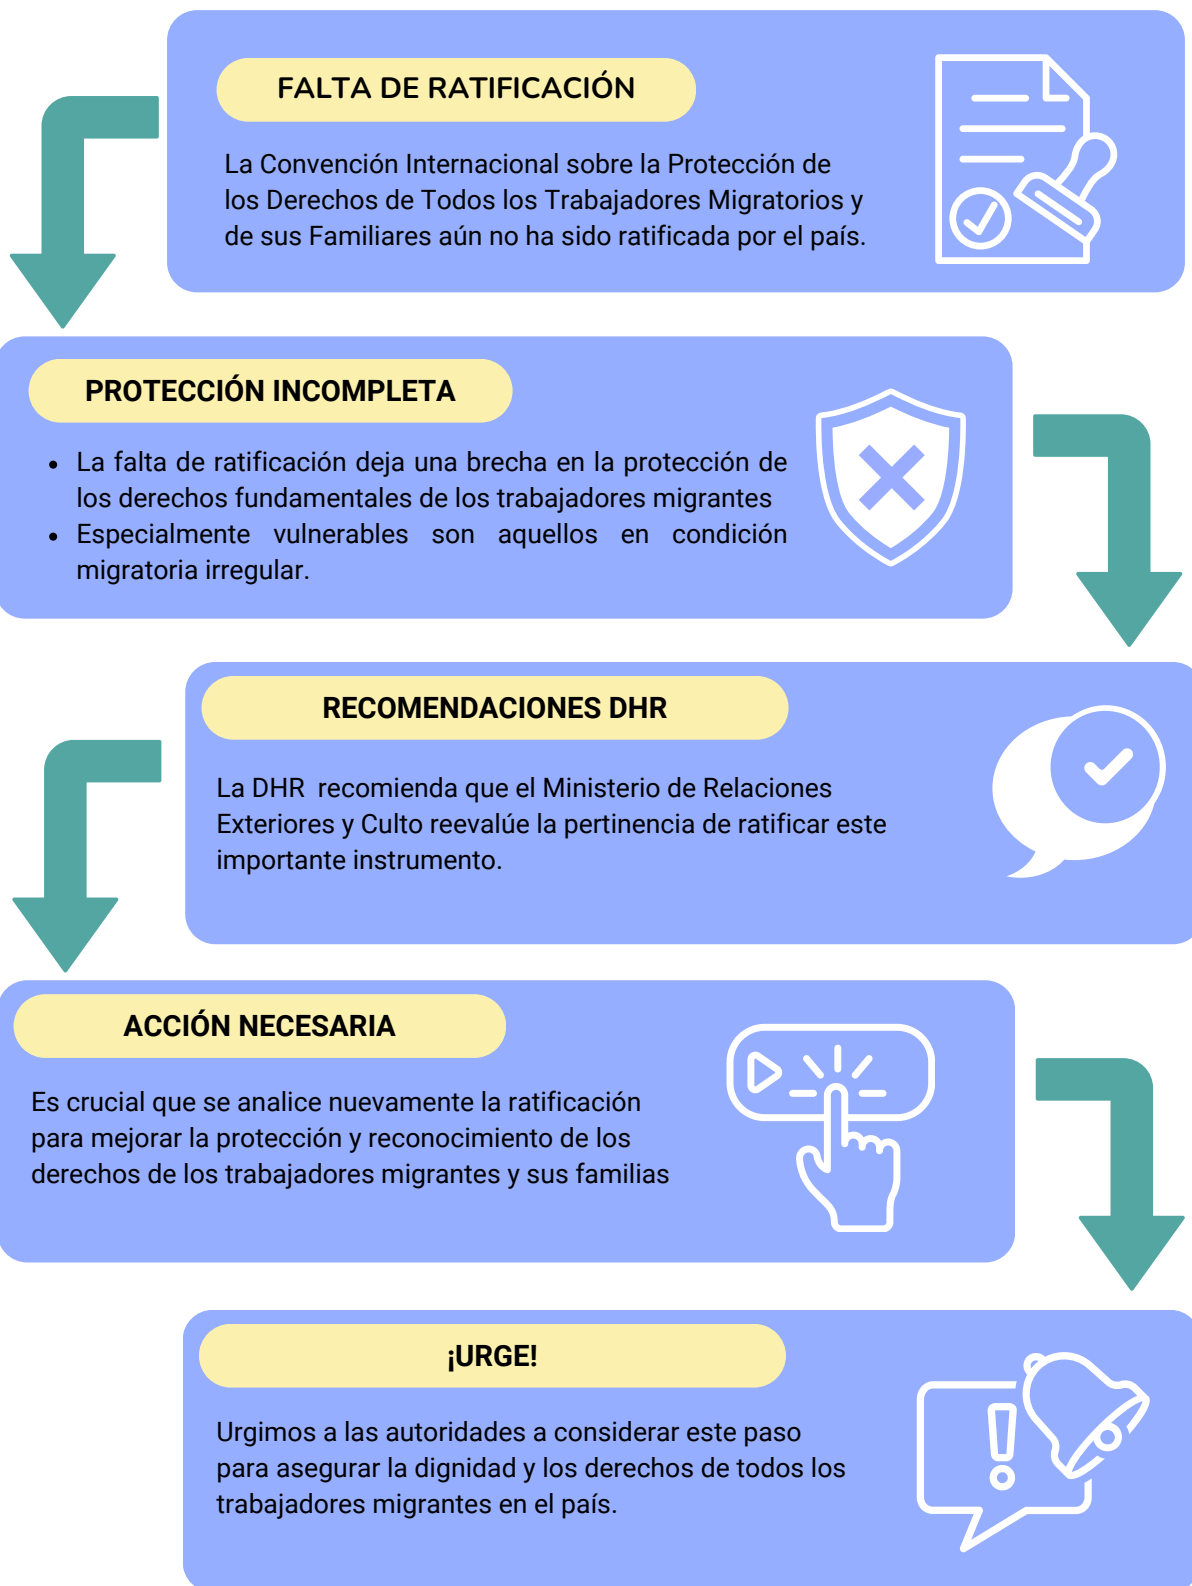 FALTA DE RATIFICACIÓN
La Convención Internacional sobre la Protección de
los Derechos de Todos los Trabajadores Migratorios y
de sus Familiares aún no ha sido ratificada por el país.
PROTECCIÓN INCOMPLETA
• La falta de ratificación deja una brecha en la protección de
los derechos fundamentales de los trabajadores migrantes
• Especialmente vulnerables son aquellos en condición
migratoria irregular.
RECOMENDACIONES DHR
La DHR recomienda que el Ministerio de Relaciones
Exteriores y Culto reevalúe la pertinencia de ratificar este
importante instrumento.
ACCIÓN NECESARIA
Es crucial que se analice nuevamente la ratificación
para mejorar la protección y reconocimiento de los
derechos de los trabajadores migrantes y sus familias
¡URGE!
Urgimos a las autoridades a considerar este paso
para asegurar la dignidad y los derechos de todos los
trabajadores migrantes en el país.